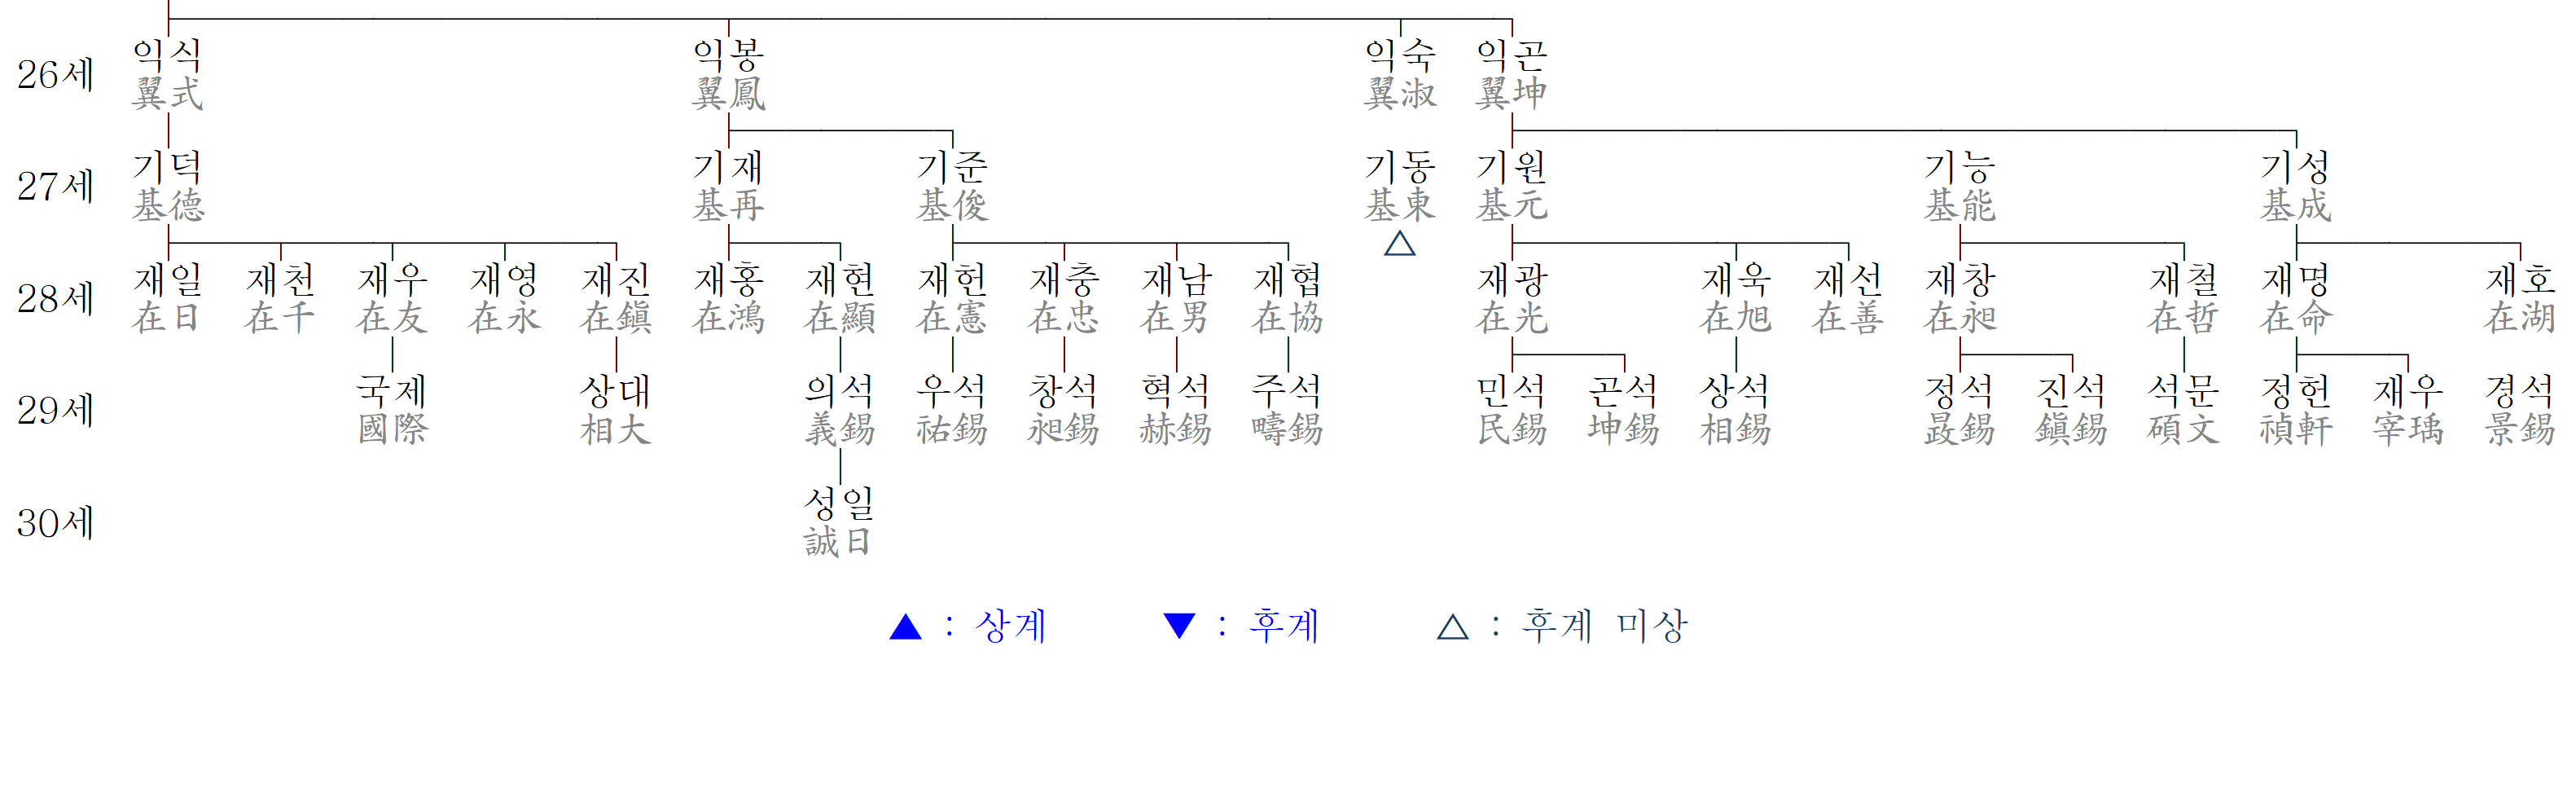 익식 익봉 익숙 익곤
26세
翼式 翼鳳 翼淑 翼坤
기덕 기재 기준 기동 기원 기능 기성
27세
基德 基再 基俊 基東 基元 基能 基成
△
재일 재천 재우 재영 재진 재홍 재현 재헌 재충 재남 재협 재광 재욱 재선 재창 재철 재명 재호
28세
在日 在千 在友 在永 在鎭 在鴻 在顯 在憲 在忠 在男 在協 在光 在旭 在善 在昶 在哲 在命 在湖
국제 상대 의석 우석 창석 혁석 주석 민석 곤석 상석 정석 진석 석문 정헌 재우 경석
29세
國際 相大 義錫 祐錫 昶錫 赫錫 疇錫 民錫 坤錫 相錫 晸錫 鎭錫 碩文 禎軒 宰瑀 景錫
성일
30세
誠日
▲ : 상계 ▼ : 후계 △ : 후계 미상